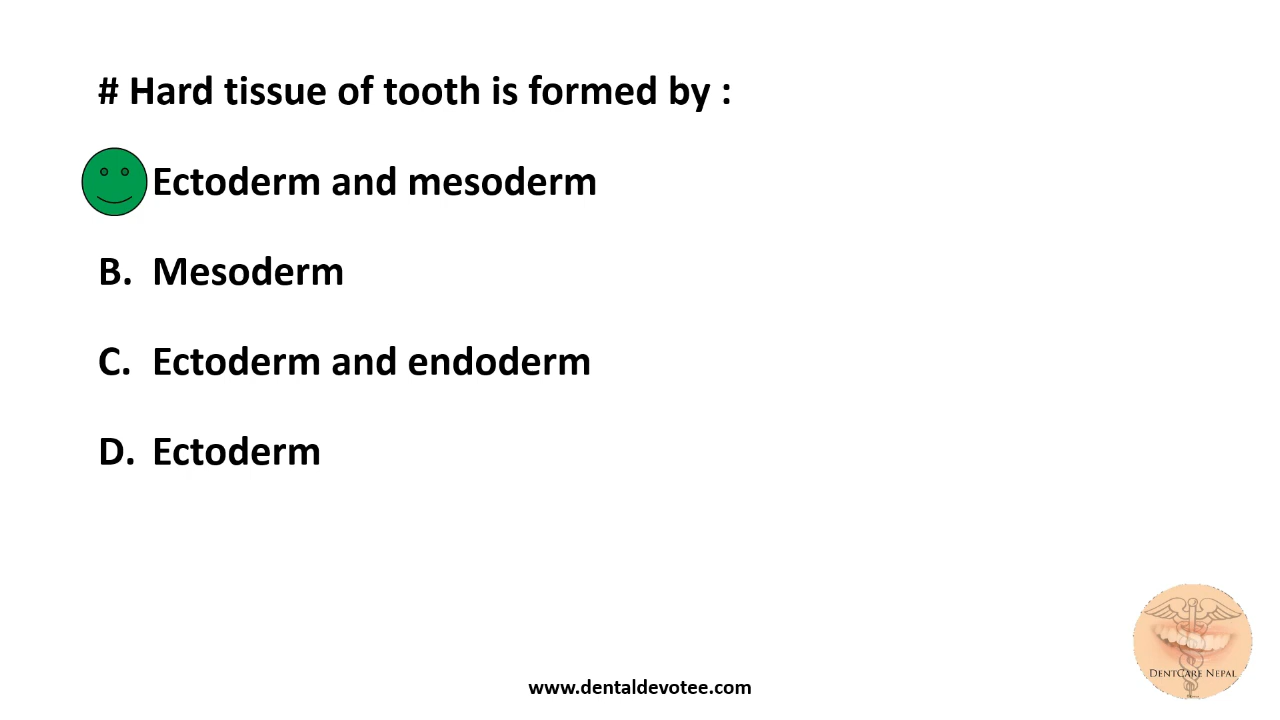 # Hard tissue of tooth is formed by :
Ectoderm and mesoderm
B. Mesoderm
C. Ectoderm and endoderm
D. Ectoderm
DentCare Nepal
www.dentaldevotee.com